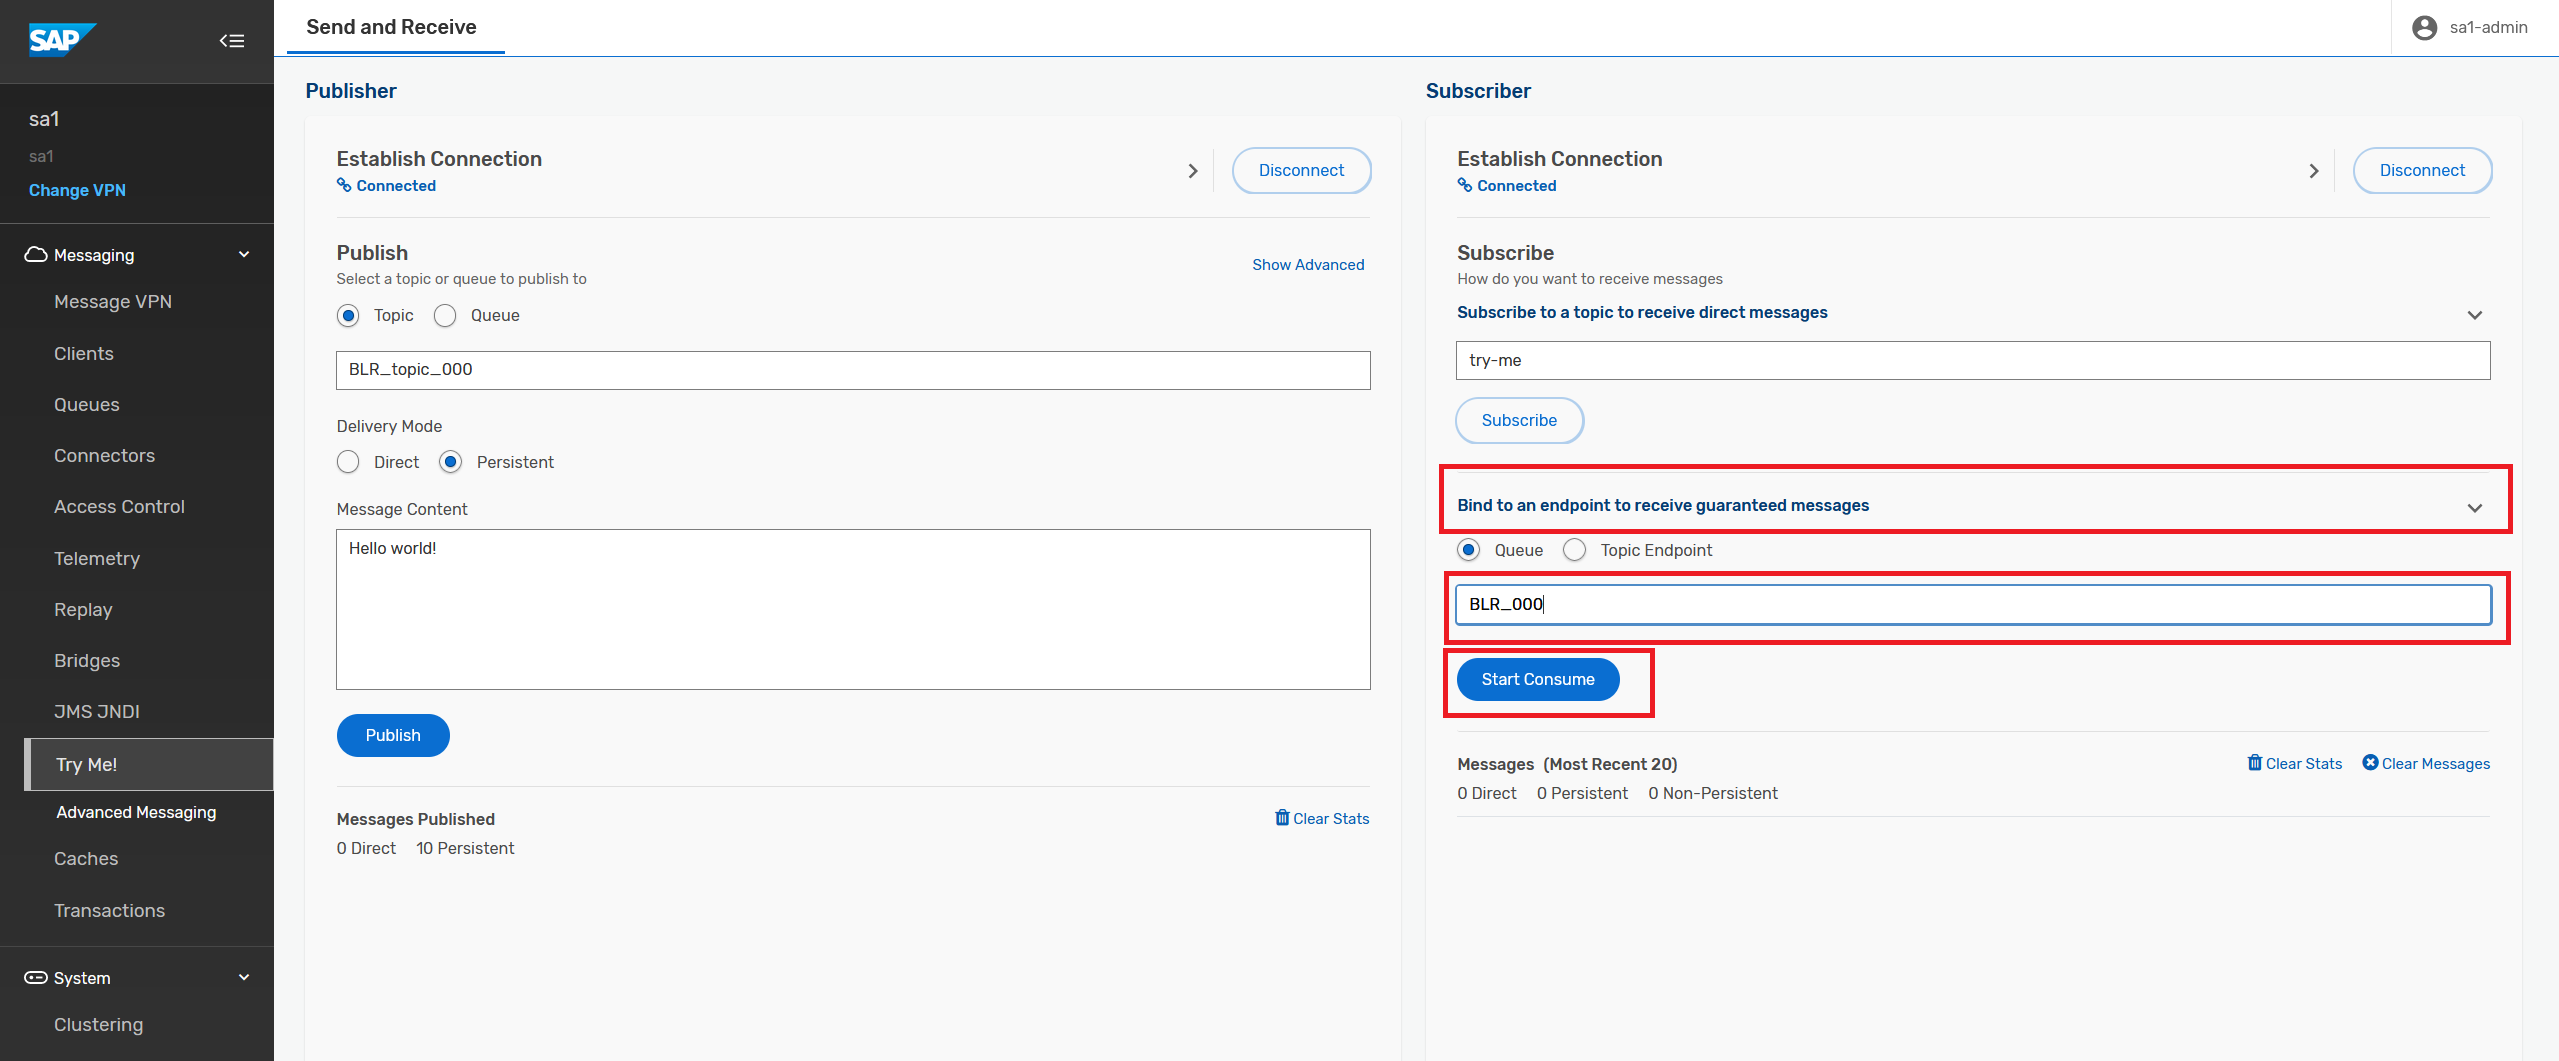 SAP
sa1
sa1
Change VPN
Messaging
Message VPN
Clients
Queues
Connectors
Access Control
Telemetry
Replay
Bridges
JMS JNDI
Try Me!
Advanced Messaging
Caches
Transactions
System
Clustering
Send and Receive
sa1-admin
Publisher
Establish Connection
Connected
Disconnect
Publish
Select a topic or queue to publish to
Show Advanced
Topic Queue
BLR_topic_000
Delivery Mode
Direct Persistent
Message Content
Hello world!
Publish
Messages Published
Clear Stats
0 Direct 10 Persistent
Subscriber
Establish Connection
Connected
Disconnect
Subscribe
How do you want to receive messages
Subscribe to a topic to receive direct messages
try-me
Subscribe
Bind to an endpoint to receive guaranteed messages
Queue Topic Endpoint
BLR_000
Start Consume
Messages (Most Recent 20)
Clear Stats Clear Messages
0 Direct 0 Persistent 0 Non-Persistent